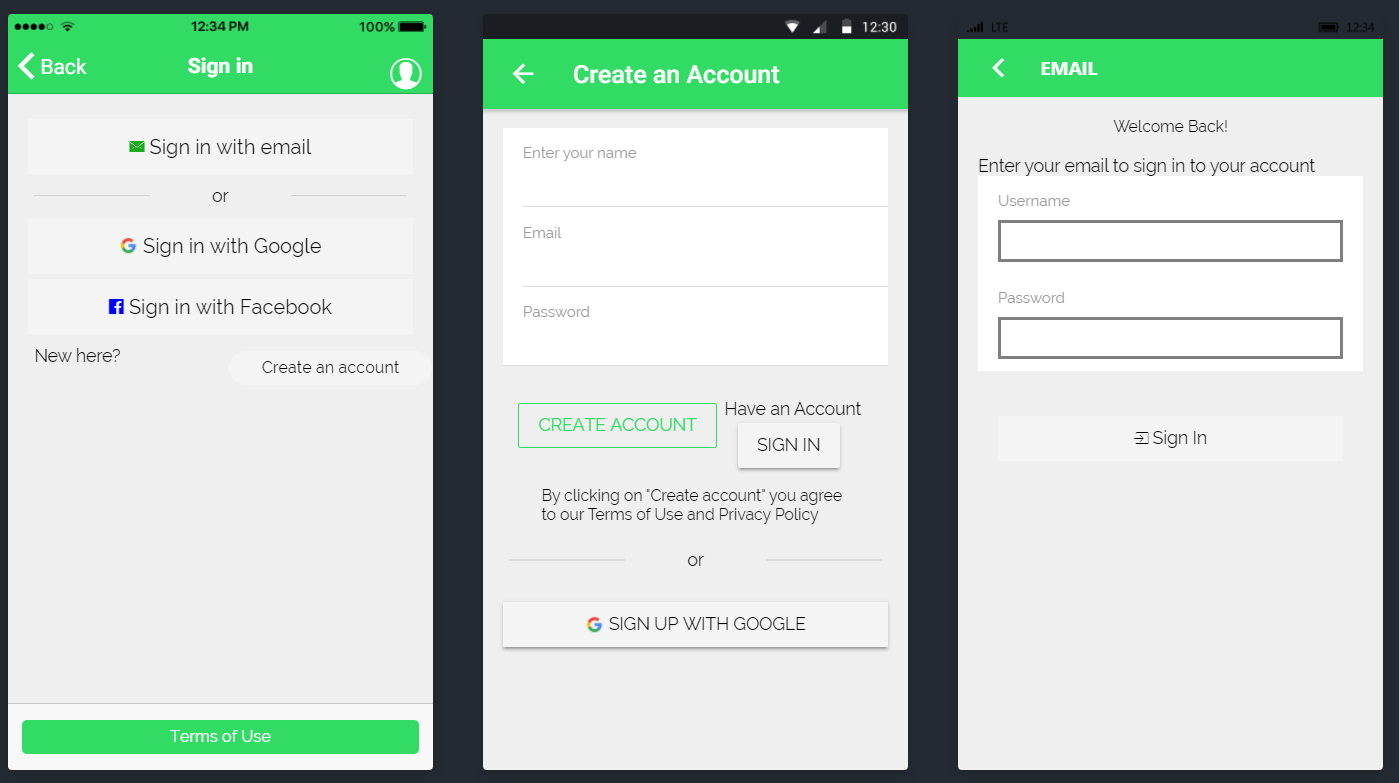 12:34 PM
100%
Back
Sign in
Sign in with email
or
Sign in with Google
Sign in with Facebook
New here?
Create an account
Terms of Use
12:30
Create an Account
Enter your name
Email
Password
CREATE ACCOUNT
Have an Account
SIGN IN
By clicking on "Create account" you agree
to our Terms of Use and Privacy Policy
or
SIGN UP WITH GOOGLE
LTE
12:34
EMAIL
Welcome Back!
Enter your email to sign in to your account
Username
Password
Sign In